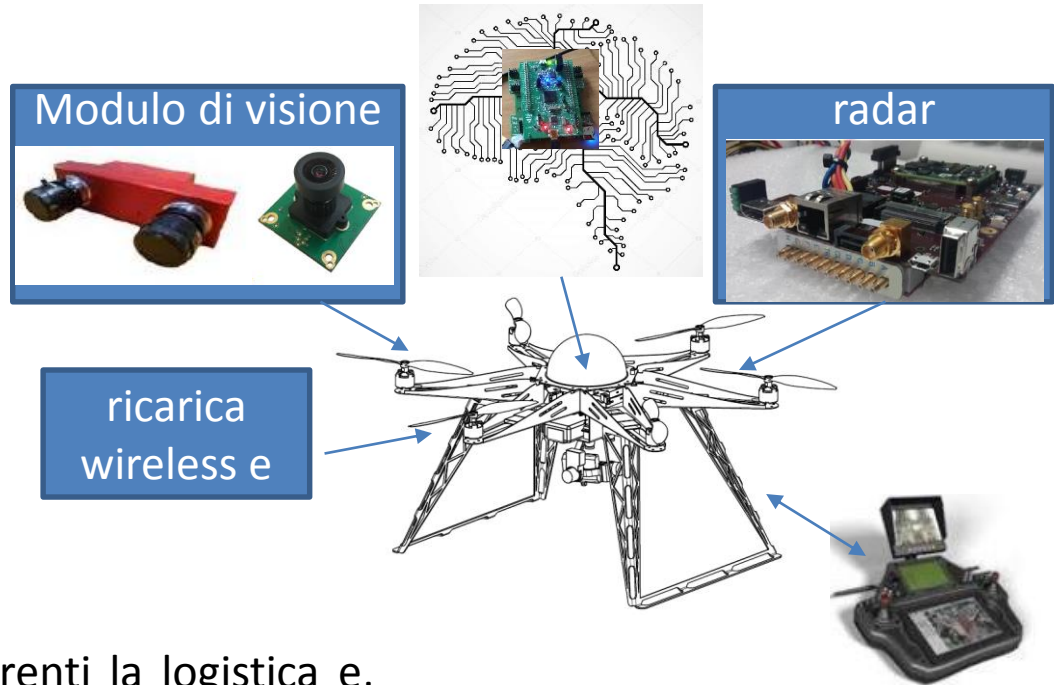 Modulo di visione
radar
ricarica
wireless e
renti la logistica e,